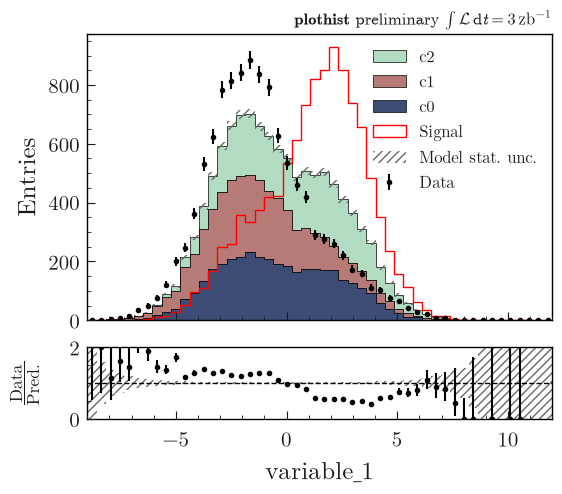 plothist preliminary ∫ ℒ dt = 3 zb⁻¹
Entries
800
600
400
200
0
c2
c1
c0
Signal
Model stat. unc.
Data
Data
Pred.
2
0
−5
0
5
10
variable_1